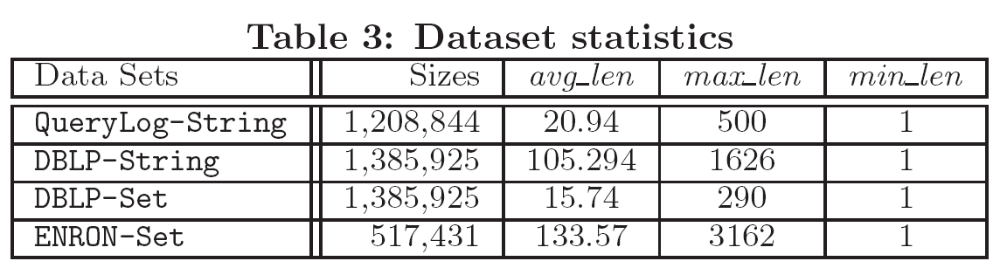 Table 3: Dataset statistics
Data Sets Sizes avg_len max_len min_len
QueryLog-String 1,208,844 20.94 500 1
DBLP-String 1,385,925 105.294 1626 1
DBLP-Set 1,385,925 15.74 290 1
ENRON-Set 517,431 133.57 3162 1